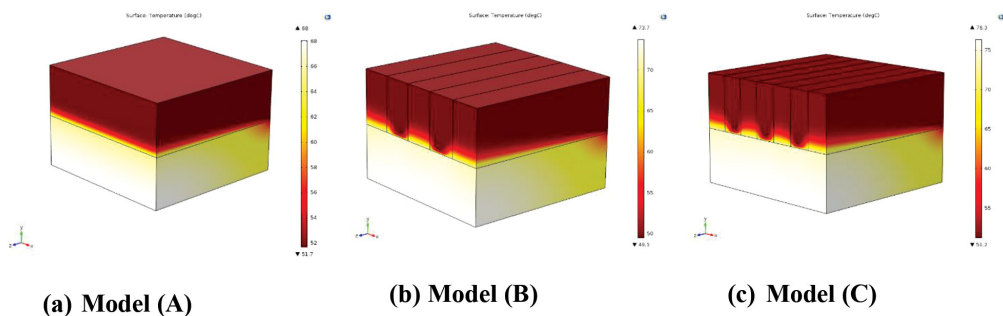 Surface: Temperature (degC)
▲ 68
68
66
64
62
60
58
56
54
52
▼ 51.7
y
z
x
(a) Model (A)
Surface: Temperature (degC)
▲ 73.7
70
65
60
55
50
▼ 49.5
y
z
x
(b) Model (B)
Surface: Temperature (degC)
▲ 78.3
75
70
65
60
55
▼ 51.2
y
z
x
(c) Model (C)